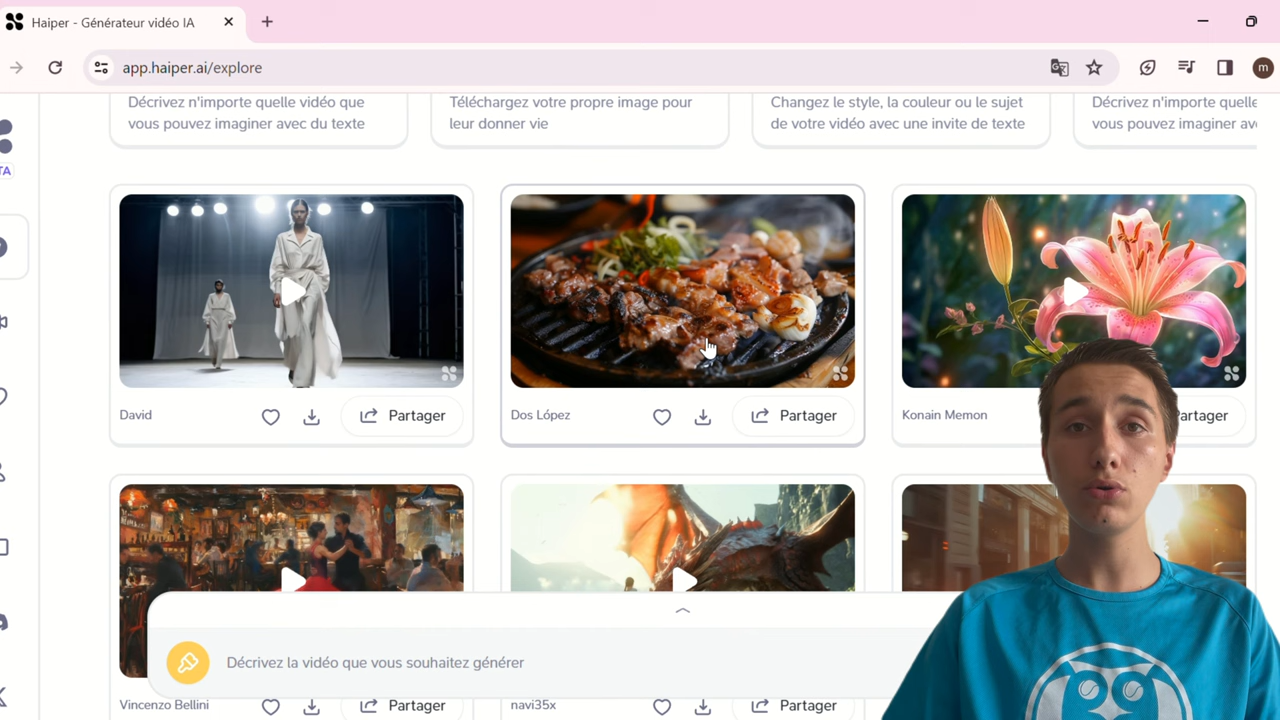 Haiper - Générateur vidéo IA
app.haiper.ai/explore
m
Décrivez n'importe quelle vidéo que
vous pouvez imaginer avec du texte
Téléchargez votre propre image pour
leur donner vie
Changez le style, la couleur ou le sujet
de votre vidéo avec une invite de texte
Décrivez n'importe quelle
vous pouvez imaginer av
TA
David
Partager
Dos López
Partager
Konain Memon
artager
Décrivez la vidéo que vous souhaitez générer
Vincenzo Bellini
Partager
navi35x
Partager